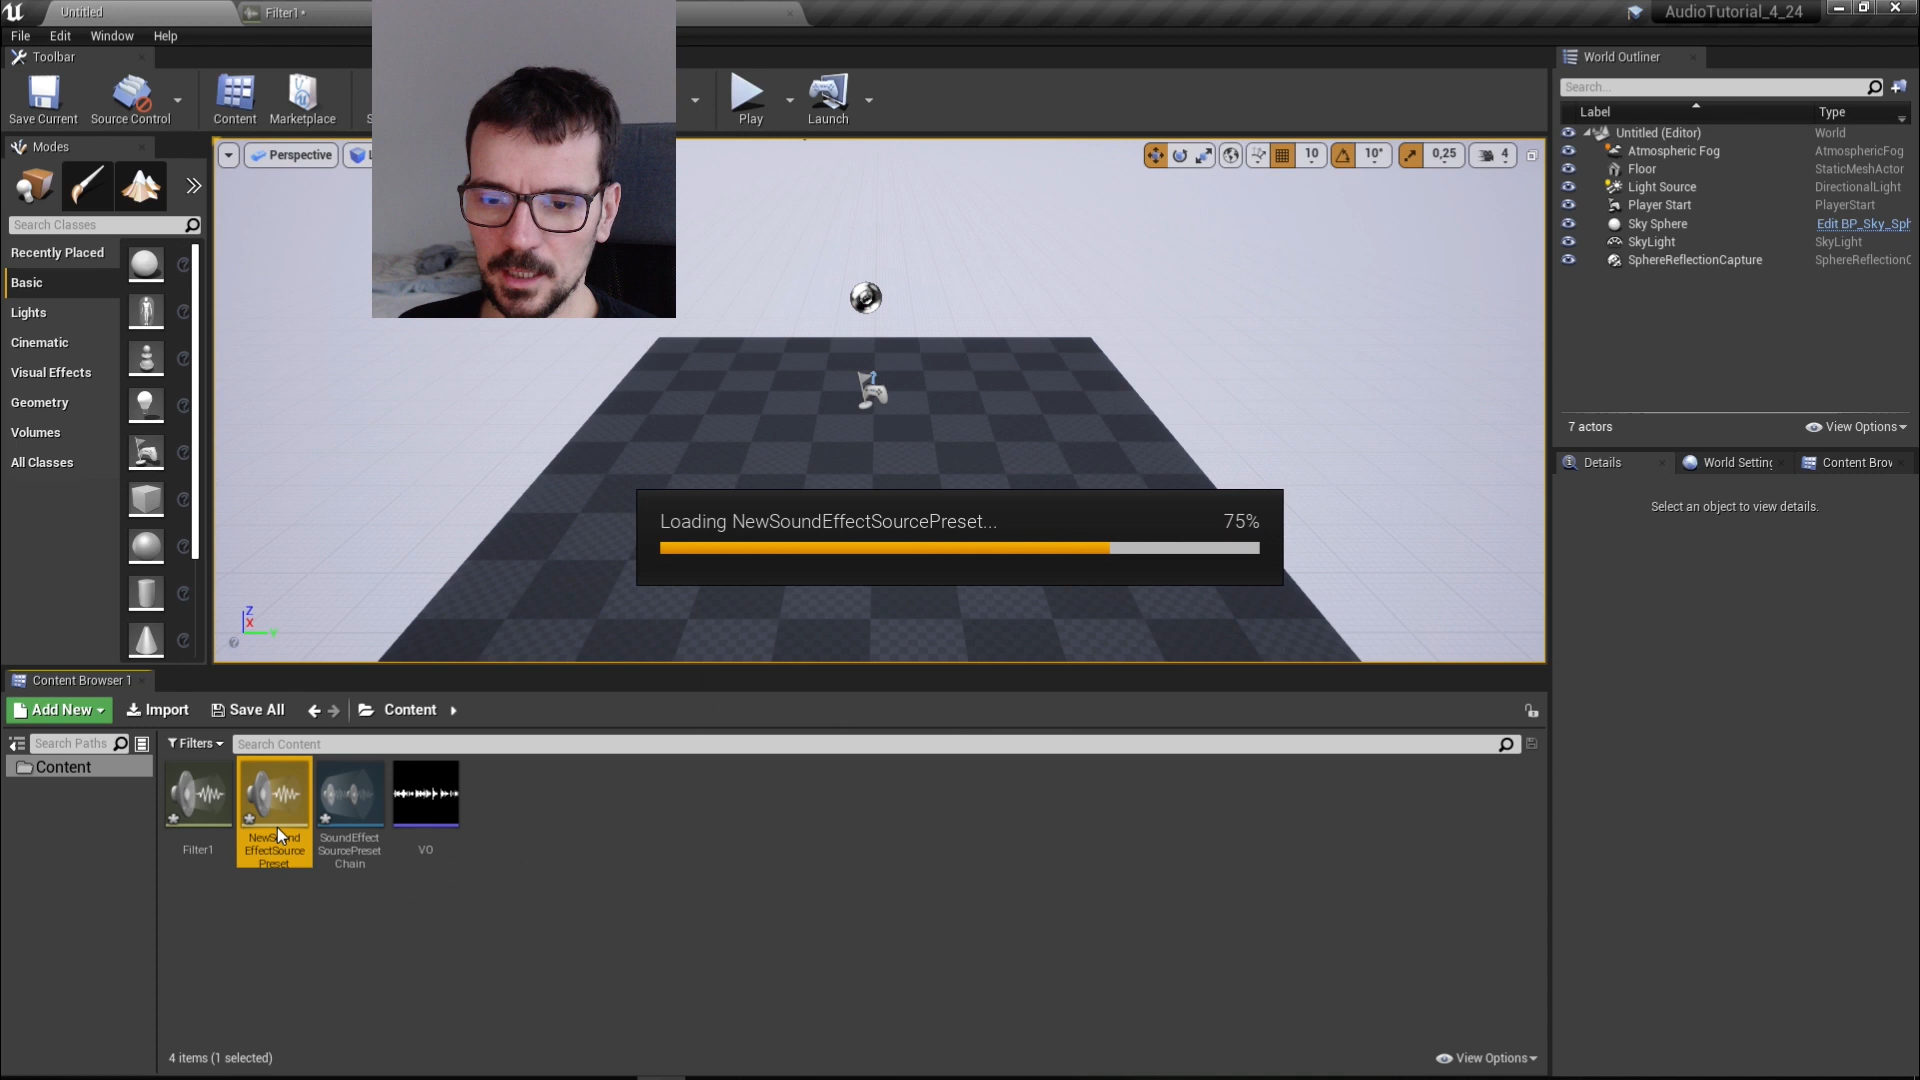 Untitled
Filter1•
AudioTutorial_4_24
File Edit Window Help
Toolbar
World Outliner
Save Current
Source Control
Content
Marketplace
Play
Launch
Search...
Label
Type
Untitled (Editor) World
Atmospheric Fog AtmosphericFog
Floor StaticMeshActor
Light Source DirectionalLight
Player Start PlayerStart
Sky Sphere Edit BP_Sky_Sph
SkyLight SkyLight
SphereReflectionCapture SphereReflectionC
7 actors
View Options
Modes
Search Classes
Recently Placed
Basic
Lights
Cinematic
Visual Effects
Geometry
Volumes
All Classes
Perspective
L
10
10°
0,25
4
Z
X
Y
Loading NewSoundEffectSourcePreset... 75%
Details
World Setting
Content Brow
Select an object to view details.
Content Browser 1
Add New
Import
Save All
Content
Search Paths
Filters
Search Content
Content
Filter1
EffectSource
Preset
SoundEffect
SourcePreset
Chain
VO
4 items (1 selected)
View Options